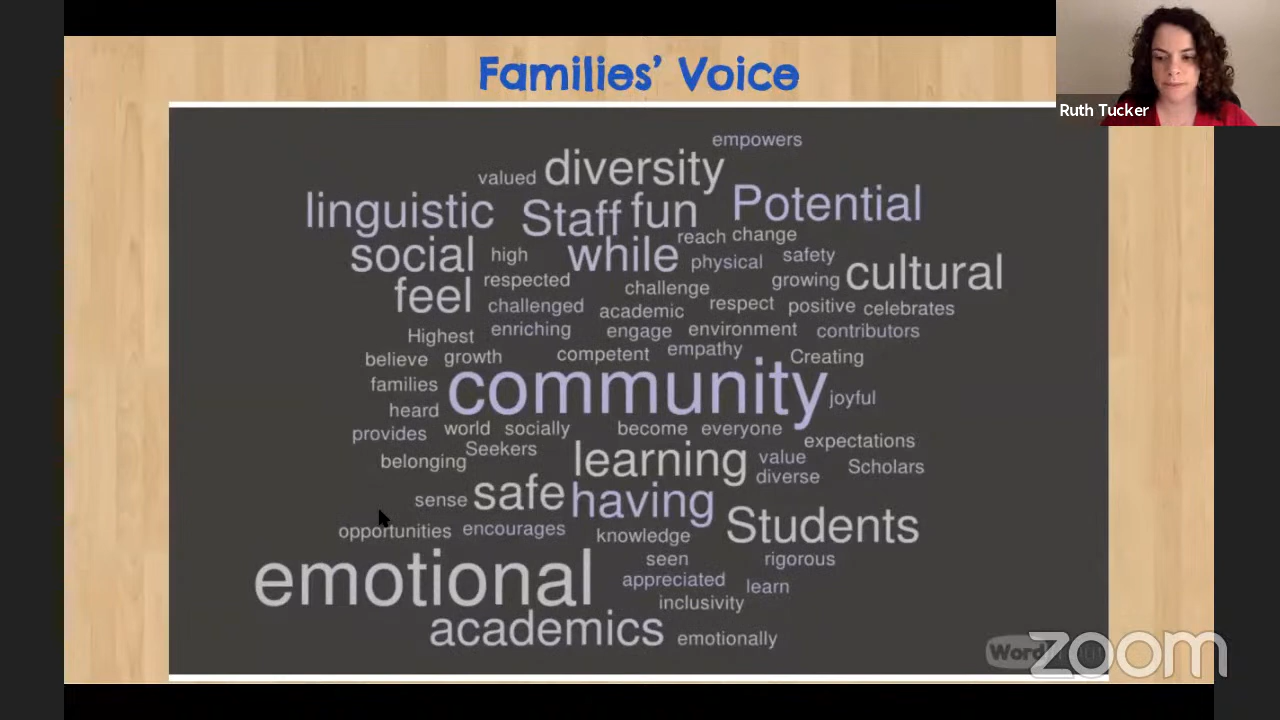 Families' Voice
Ruth Tucker
empowers
valued diversity
linguistic Staff fun Potential
reach change
social high while physical safety
cultural
feel respected challenge growing
challenged academic respect positive celebrates
Highest enriching engage environment contributors
believe growth competent empathy Creating
families community joyful
heard
provides world socially become everyone
expectations
belonging Seekers learning value Scholars
diverse
sense safe having
opportunities encourages knowledge Students
emotional seen rigorous
appreciated learn
inclusivity
academics emotionally
Word
zoom